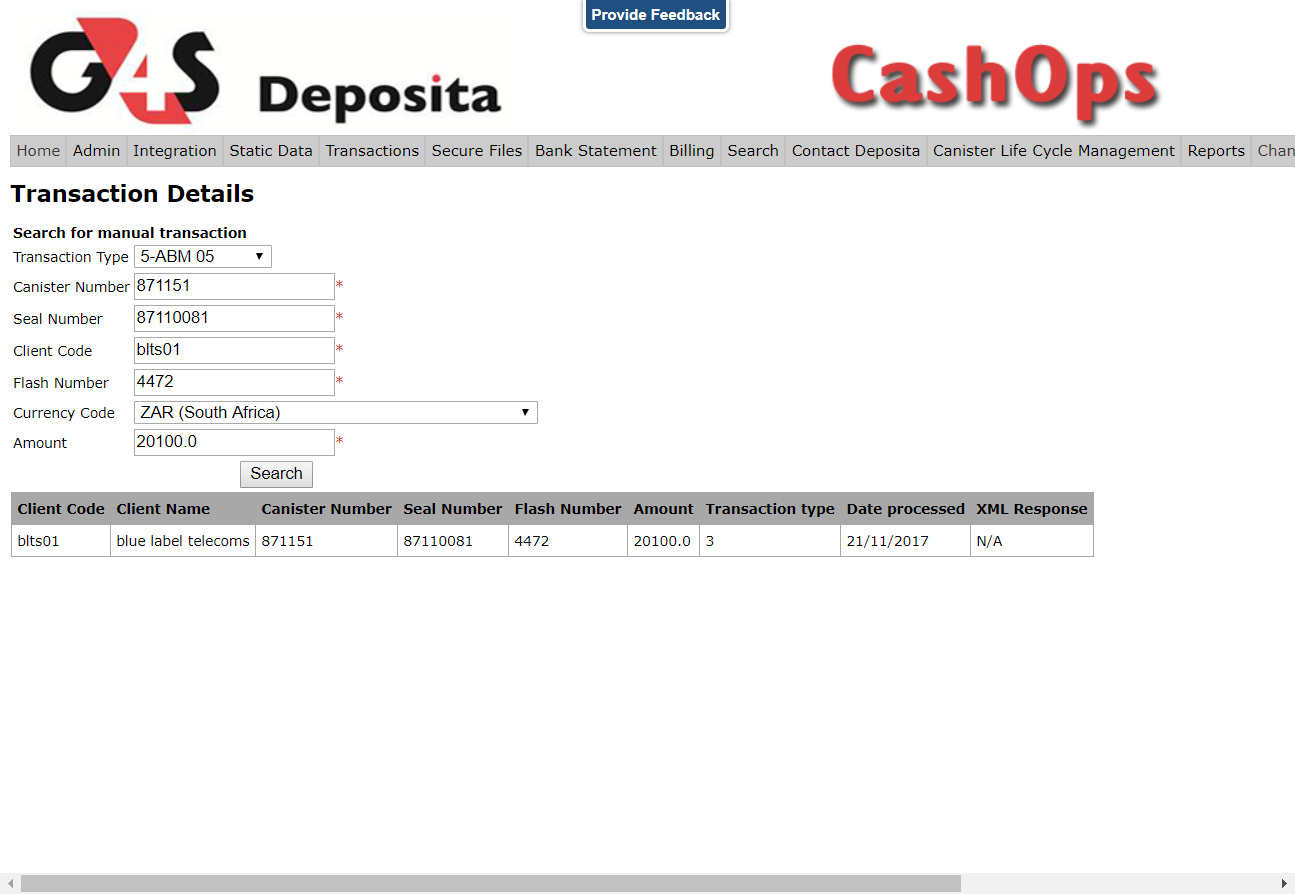 Provide Feedback
G4S Deposita
CashOps
Home Admin Integration Static Data Transactions Secure Files Bank Statement Billing Search Contact Deposita Canister Life Cycle Management Reports Chan
Transaction Details
Search for manual transaction
Transaction Type 5-ABM 05
Canister Number 871151 *
Seal Number 87110081 *
Client Code blts01 *
Flash Number 4472 *
Currency Code ZAR (South Africa)
Amount 20100.0 *
Search
Client Code Client Name Canister Number Seal Number Flash Number Amount Transaction type Date processed XML Response
blts01 blue label telecoms 871151 87110081 4472 20100.0 3 21/11/2017 N/A